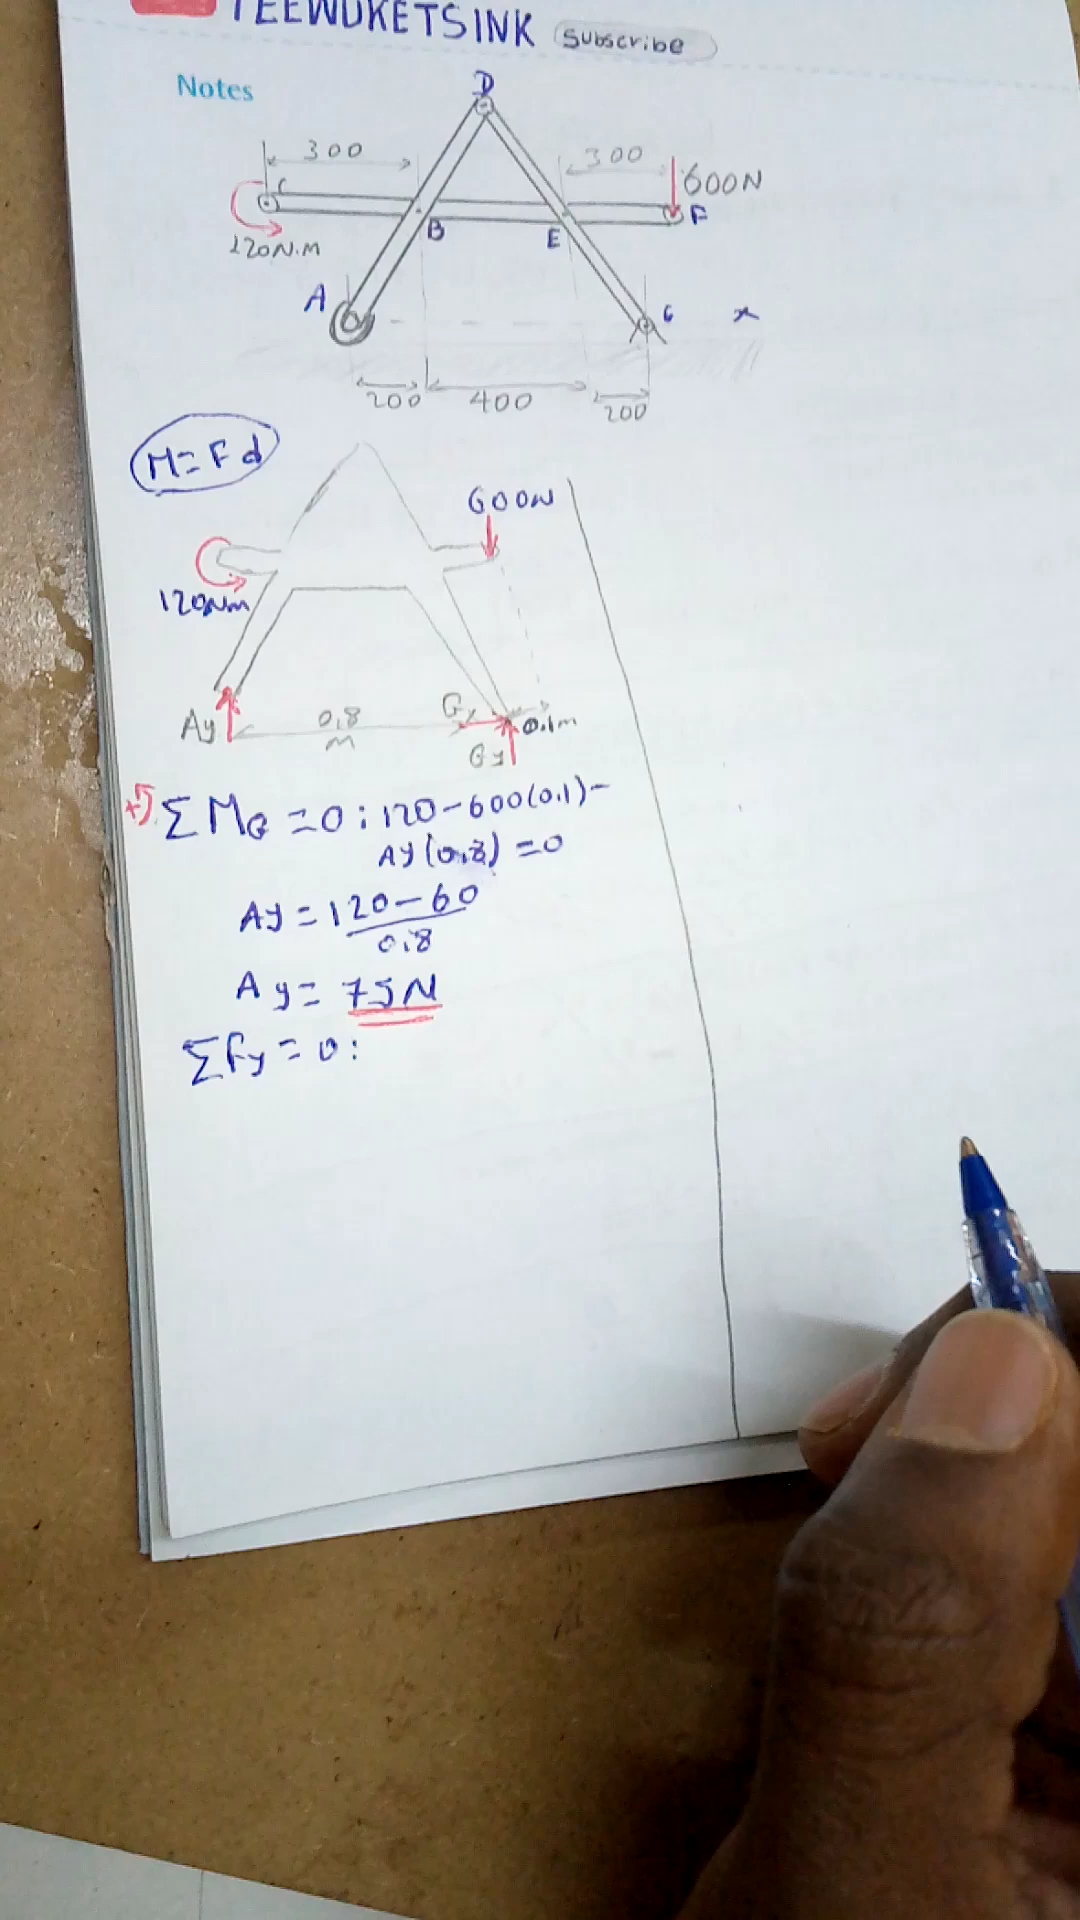 TEEWDKETSINK Subscribe
Notes
D
300
300
600N
C
F
B
E
120N.M
A
G
x
200
400
200
M=Fd
600N
120Nm
Ay
0.8
m
Gx
0.1m
Gy
+↺ ΣMG =0: 120-600(0.1)-
Ay(0.8) =0
Ay = 120-60
0.8
Ay= 75N
ΣFy = 0: